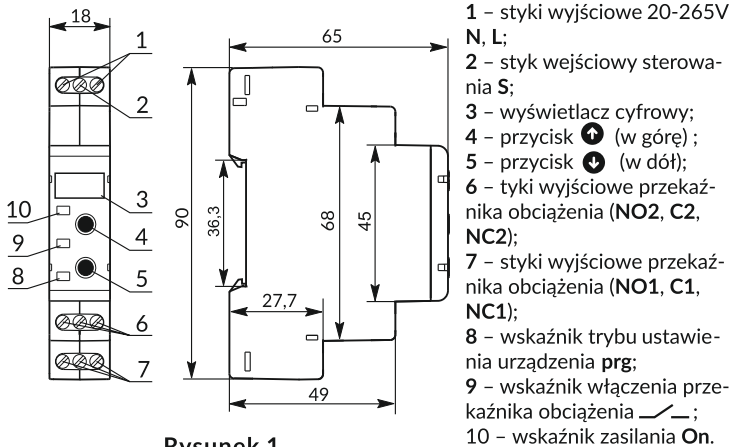 18
1
2
3
4
5
6
7
10
9
8
65
90
36,3
68
45
27,7
49
Rysunek 1
1 – styki wyjściowe 20-265V
N, L;
2 – styk wejściowy sterowa-
nia S;
3 – wyświetlacz cyfrowy;
4 – przycisk (w górę) ;
5 – przycisk (w dół);
6 – tyki wyjściowe przekaź-
nika obciążenia (NO2, C2,
NC2);
7 – styki wyjściowe przekaź-
nika obciążenia (NO1, C1,
NC1);
8 – wskaźnik trybu ustawie-
nia urządzenia prg;
9 – wskaźnik włączenia prze-
kaźnika obciążenia ;
10 – wskaźnik zasilania On.